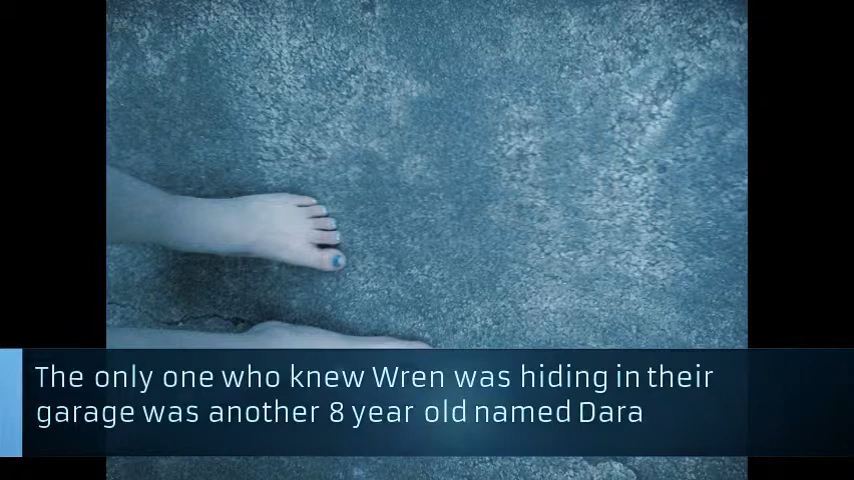 The only one who knew Wren was hiding in their
garage was another 8 year old named Dara